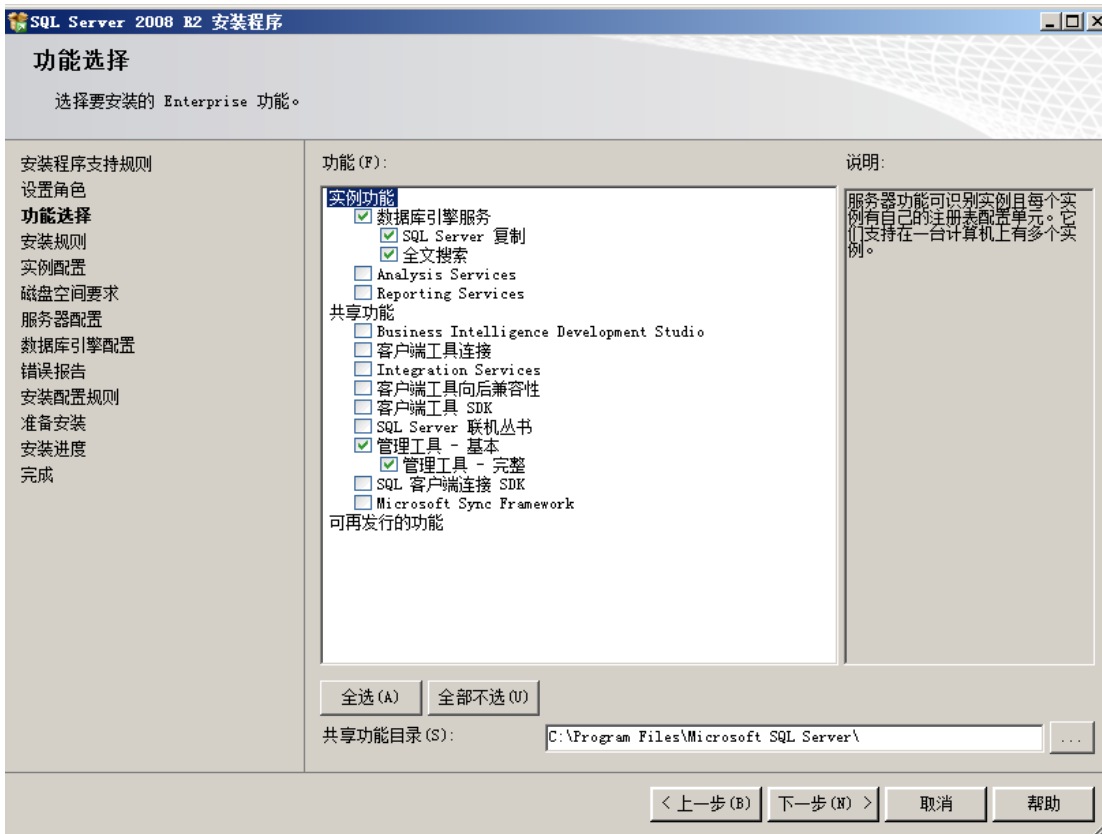 SQL Server 2008 R2 安装程序
功能选择
选择要安装的 Enterprise 功能。
安装程序支持规则
设置角色
功能选择
安装规则
实例配置
磁盘空间要求
服务器配置
数据库引擎配置
错误报告
安装配置规则
准备安装
安装进度
完成
功能(F):
实例功能
数据库引擎服务
SQL Server 复制
全文搜索
Analysis Services
Reporting Services
共享功能
Business Intelligence Development Studio
客户端工具连接
Integration Services
客户端工具向后兼容性
客户端工具 SDK
SQL Server 联机丛书
管理工具 - 基本
管理工具 - 完整
SQL 客户端连接 SDK
Microsoft Sync Framework
可再发行的功能
说明:
服务器功能可识别实例且每个实
例有自己的注册表配置单元。它
们支持在一台计算机上有多个实
例。
全选(A)
全部不选(U)
共享功能目录(S):
C:\Program Files\Microsoft SQL Server\
...
< 上一步(B)
下一步(N) >
取消
帮助